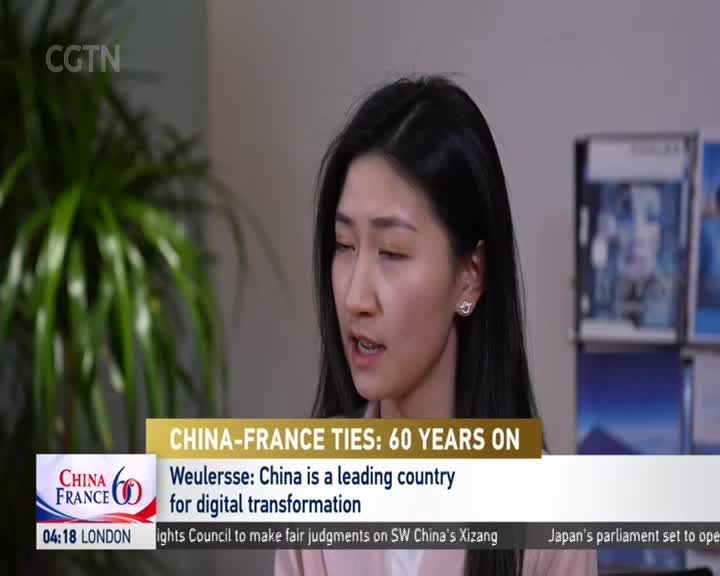 CGTN
CHINA-FRANCE TIES: 60 YEARS ON
Weulersse: China is a leading country
for digital transformation
CHINA
FRANCE 60
04:18 LONDON
ights Council to make fair judgments on SW China's Xizang
Japan's parliament set to ope